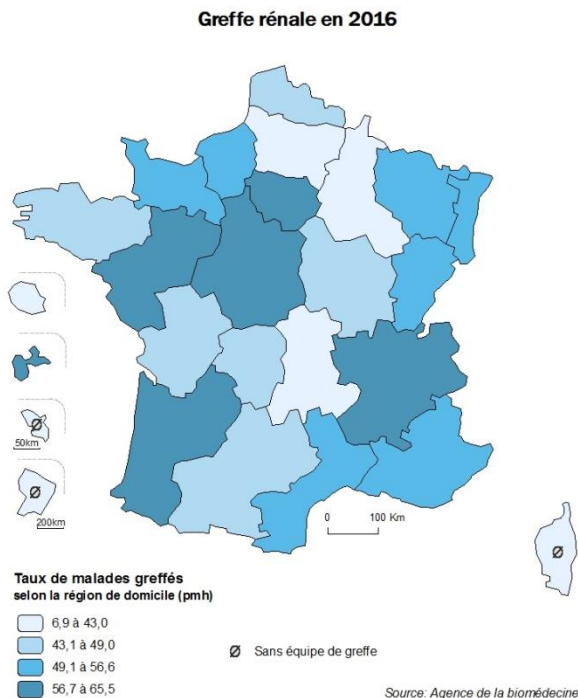 Greffe rénale en 2016
50km
200km
0 100 Km
Taux de malades greffés
selon la région de domicile (pmh)
6,9 à 43,0
43,1 à 49,0
49,1 à 56,6
56,7 à 65,5
Sans équipe de greffe
Source: Agence de la biomédecine